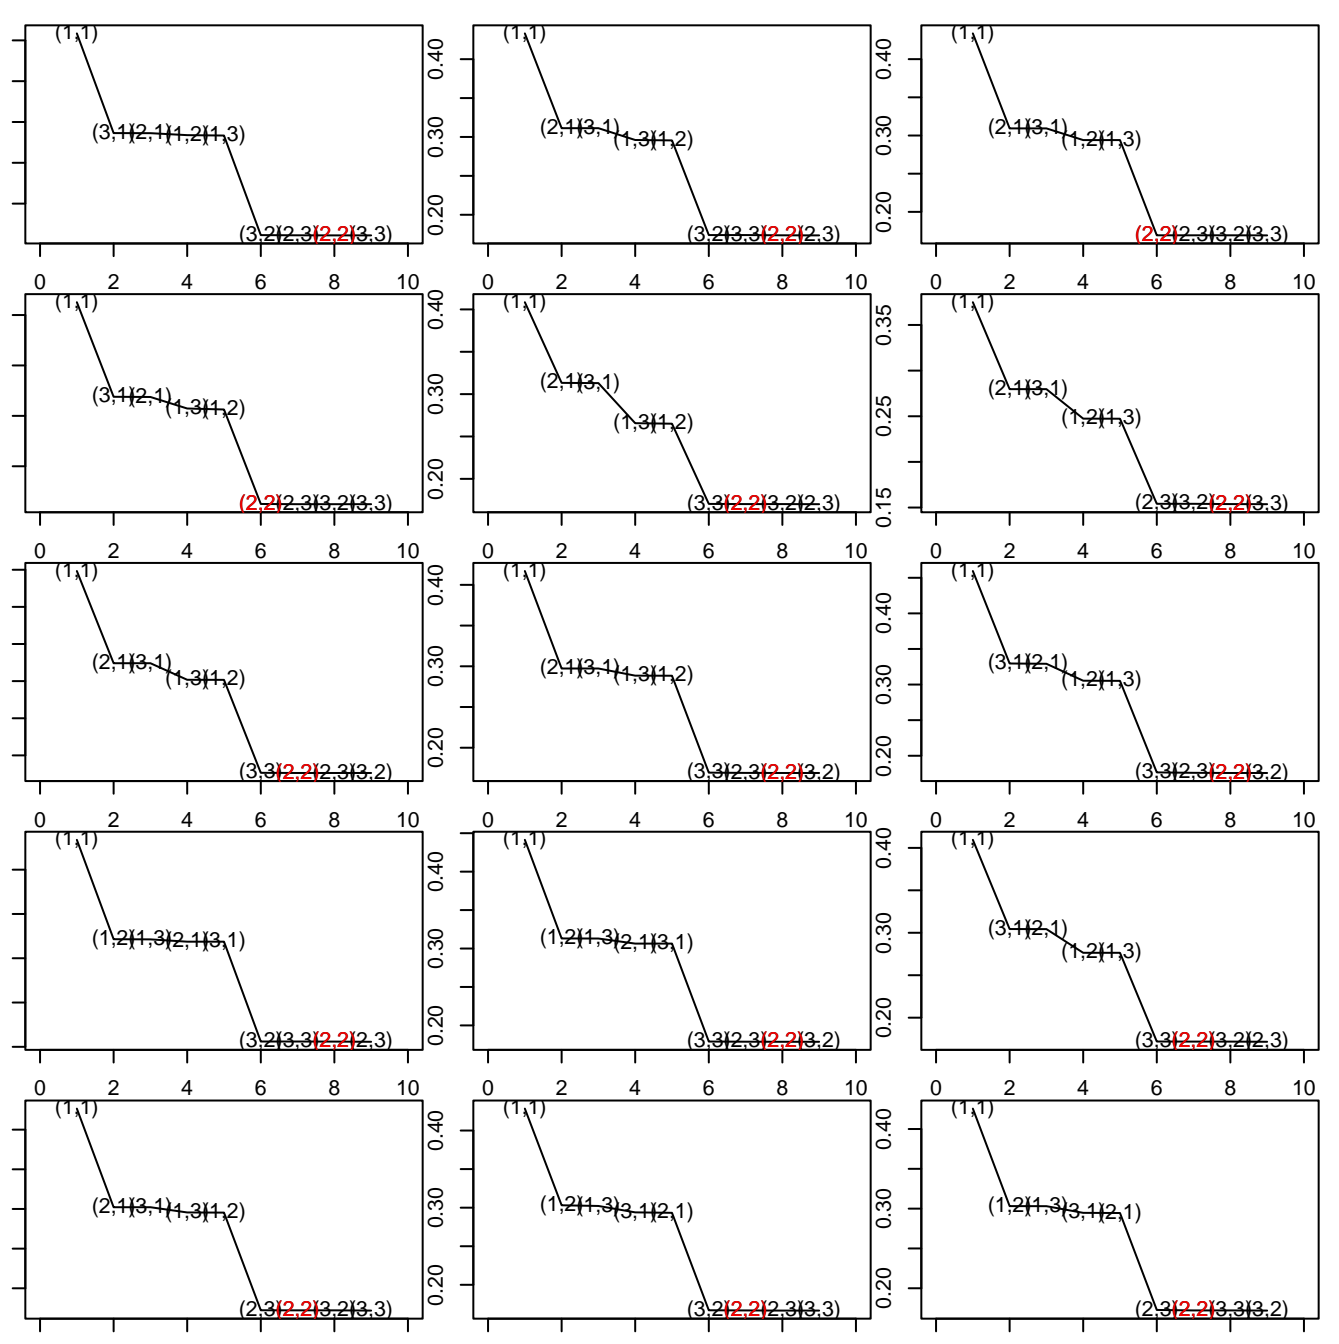 (1,1) (1,1) (1,1)
0.40 0.40
(3,1)(2,1)(1,2)(1,3) (2,1)(3,1)(1,3)(1,2) (2,1)(3,1)(1,2)(1,3)
0.30 0.30
0.20 0.20
(3,2)(2,3)(2,2)(3,3) (3,2)(3,3)(2,2)(2,3) (2,2)(2,3)(3,2)(3,3)
0 2 4 6 8 10 0 2 4 6 8 10 0 2 4 6 8 10
(1,1) (1,1) (1,1)
0.40 0.35
(3,1)(2,1)(1,3)(1,2) (2,1)(3,1)(1,3)(1,2) (2,1)(3,1)(1,2)(1,3)
0.30 0.25
0.20 0.15
(2,2)(2,3)(3,2)(3,3) (3,3)(2,2)(3,2)(2,3) (2,3)(3,2)(2,2)(3,3)
0 2 4 6 8 10 0 2 4 6 8 10 0 2 4 6 8 10
(1,1) (1,1) (1,1)
0.40 0.40
(2,1)(3,1)(1,3)(1,2) (2,1)(3,1)(1,3)(1,2) (3,1)(2,1)(1,2)(1,3)
0.30 0.30
0.20 0.20
(3,3)(2,2)(2,3)(3,2) (3,3)(2,3)(2,2)(3,2) (3,3)(2,3)(2,2)(3,2)
0 2 4 6 8 10 0 2 4 6 8 10 0 2 4 6 8 10
(1,1) (1,1) (1,1)
0.40 0.40
(1,2)(1,3)(2,1)(3,1) (1,2)(1,3)(2,1)(3,1) (3,1)(2,1)(1,2)(1,3)
0.30 0.30
0.20 0.20
(3,2)(3,3)(2,2)(2,3) (3,3)(2,3)(2,2)(3,2) (3,3)(2,2)(3,2)(2,3)
0 2 4 6 8 10 0 2 4 6 8 10 0 2 4 6 8 10
(1,1) (1,1) (1,1)
0.40 0.40
(2,1)(3,1)(1,3)(1,2) (1,2)(1,3)(3,1)(2,1) (1,2)(1,3)(3,1)(2,1)
0.30 0.30
0.20 0.20
(2,3)(2,2)(3,2)(3,3) (3,2)(2,2)(2,3)(3,3) (2,3)(2,2)(3,3)(3,2)